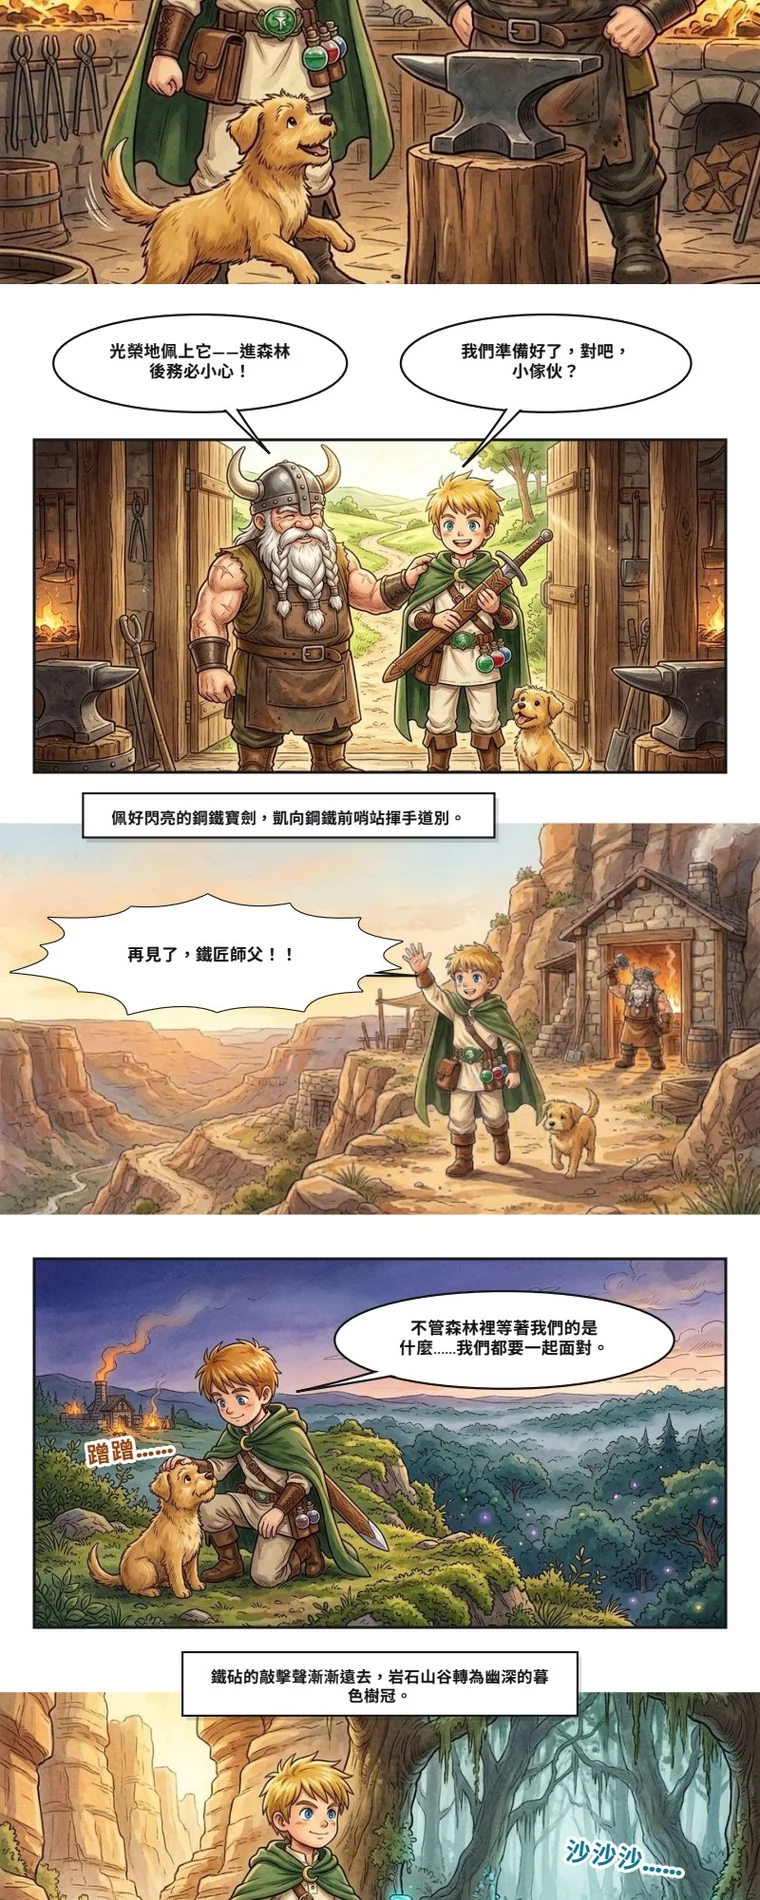 光榮地佩上它——進森林
後務必小心！
我們準備好了，對吧，
小傢伙？
佩好閃亮的鋼鐵寶劍，凱向鋼鐵前哨站揮手道別。
再見了，鐵匠師父！！
不管森林裡等著我們的是
什麼……我們都要一起面對。
蹭蹭……
鐵砧的敲擊聲漸漸遠去，岩石山谷轉為幽深的暮
色樹冠。
沙沙沙……